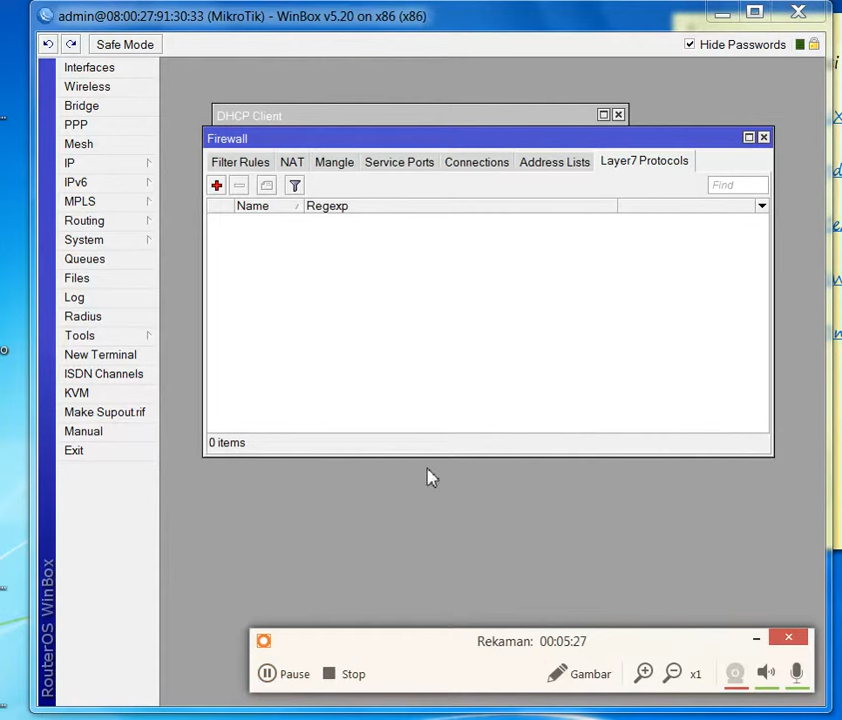 admin@08:00:27:91:30:33 (MikroTik) - WinBox v5.20 on x86 (x86)
Safe Mode
Hide Passwords
Interfaces
Wireless
Bridge
PPP
Mesh
IP
IPv6
MPLS
Routing
System
Queues
Files
Log
Radius
Tools
New Terminal
ISDN Channels
KVM
Make Supout.rif
Manual
Exit
RouterOS WinBox
DHCP Client
Firewall
Filter Rules NAT Mangle Service Ports Connections Address Lists Layer7 Protocols
Find
Name / Regexp
0 items
Rekaman: 00:05:27
Pause Stop Gambar x1